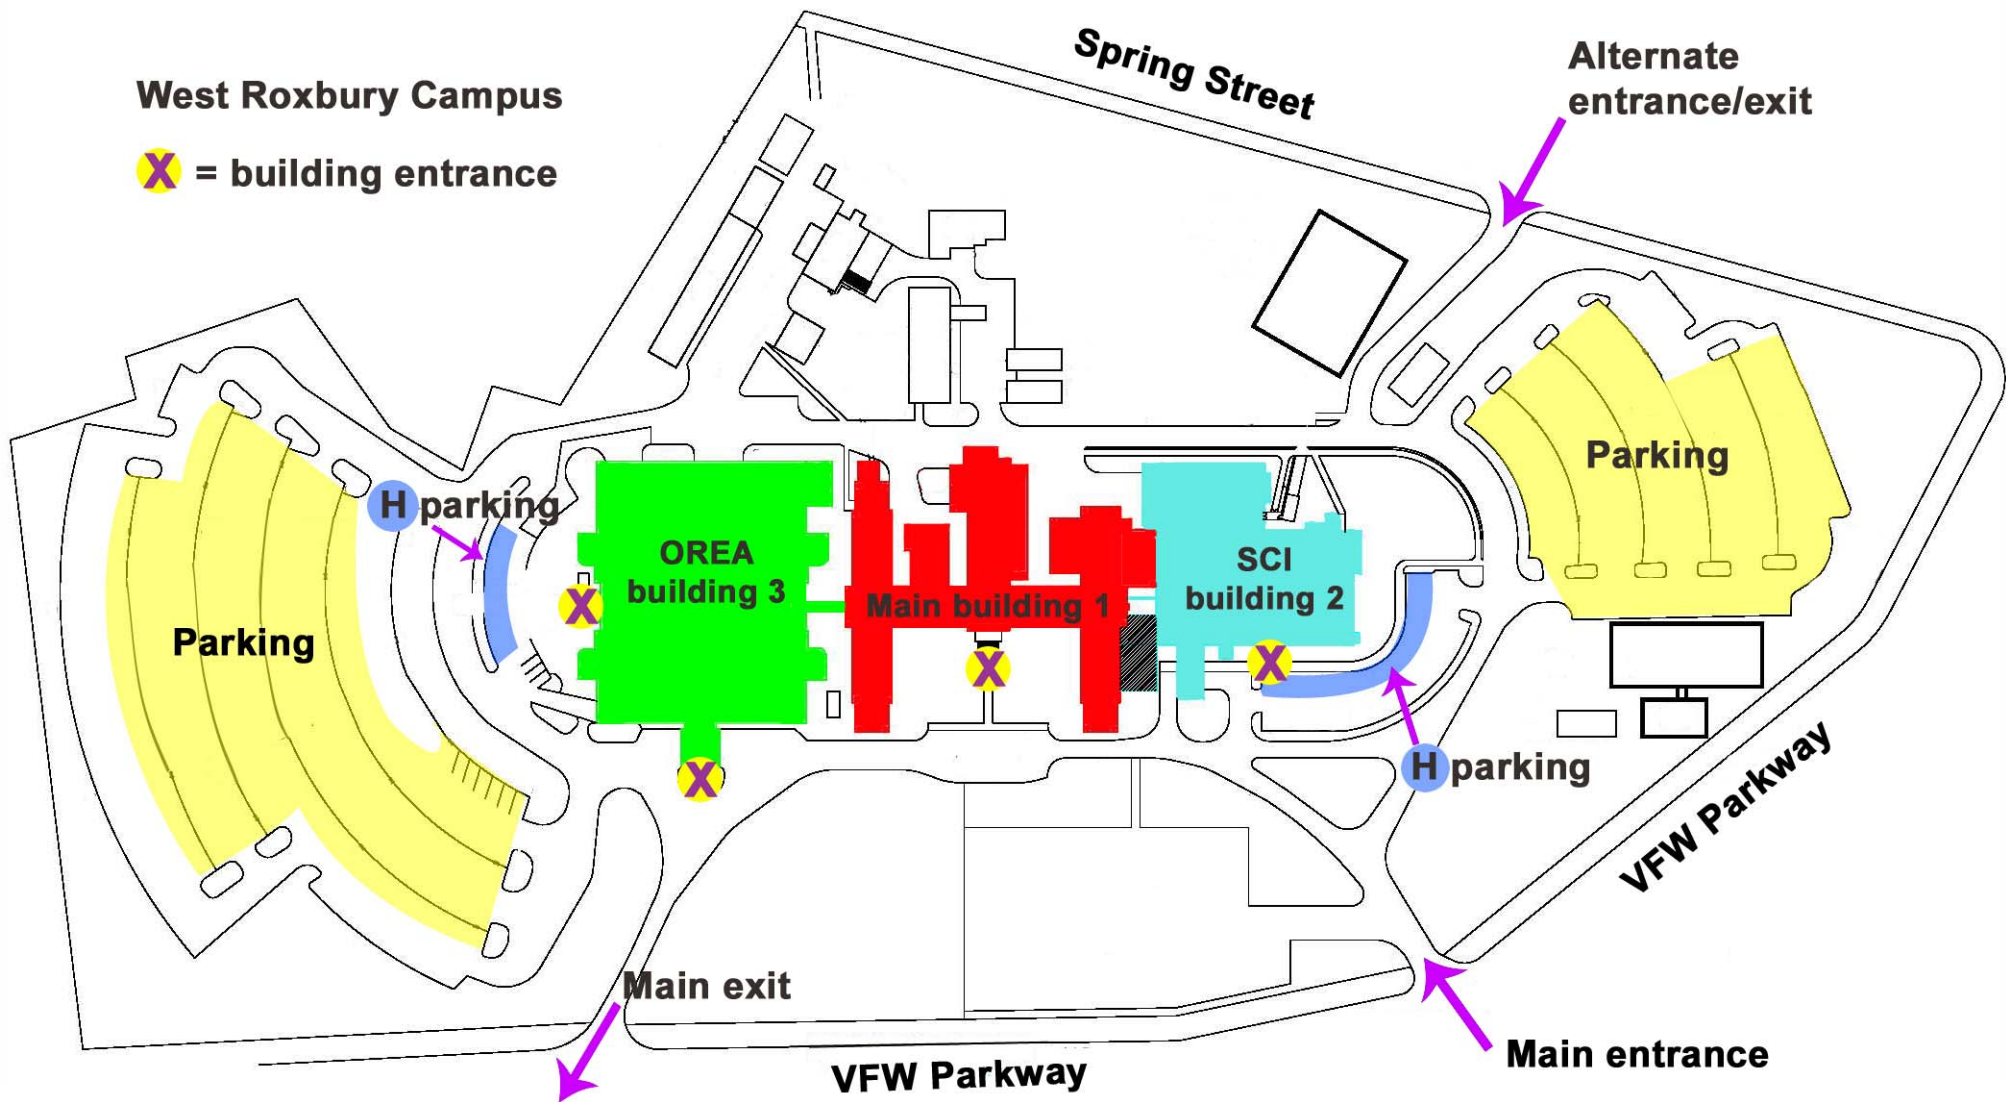 West Roxbury Campus
X = building entrance
Spring Street
Alternate
entrance/exit
H parking
Parking
OREA
building 3
Main building 1
SCI
building 2
Parking
X
X
X
X
H parking
VFW Parkway
Main exit
Main entrance
VFW Parkway